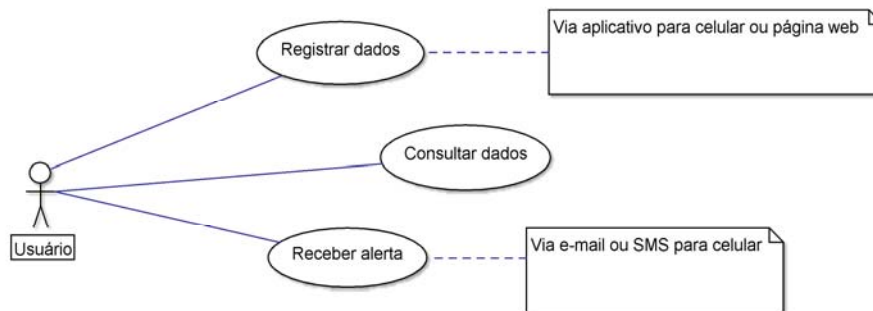 Registrar dados
Via aplicativo para celular ou página web
Consultar dados
Usuário
Receber alerta
Via e-mail ou SMS para celular